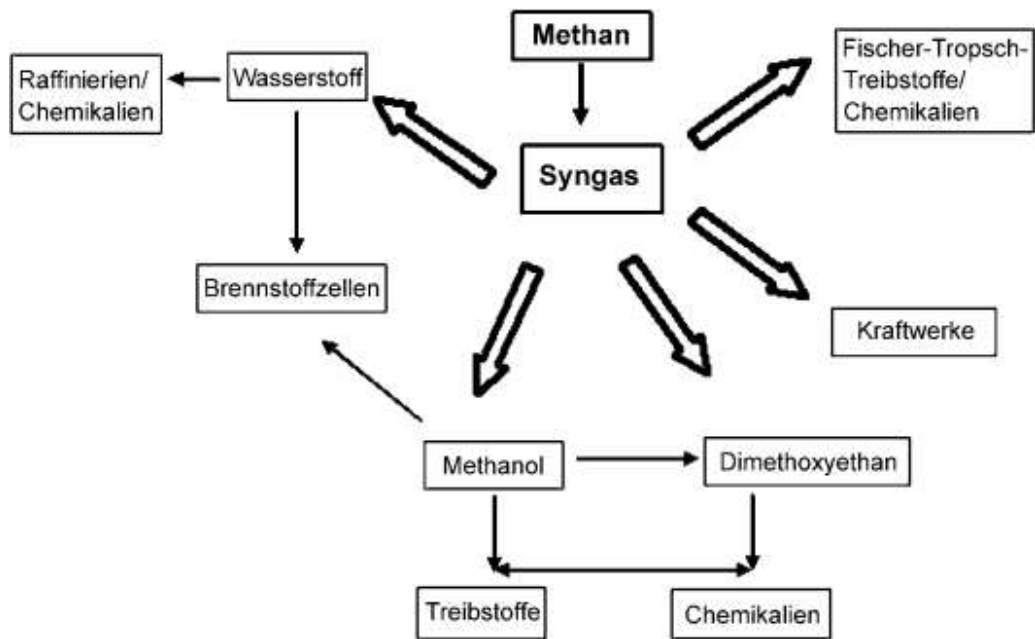 Methan
Fischer-Tropsch-
Treibstoffe/
Chemikalien
Raffinierien/
Chemikalien
Wasserstoff
Syngas
Brennstoffzellen
Kraftwerke
Methanol
Dimethoxyethan
Treibstoffe
Chemikalien